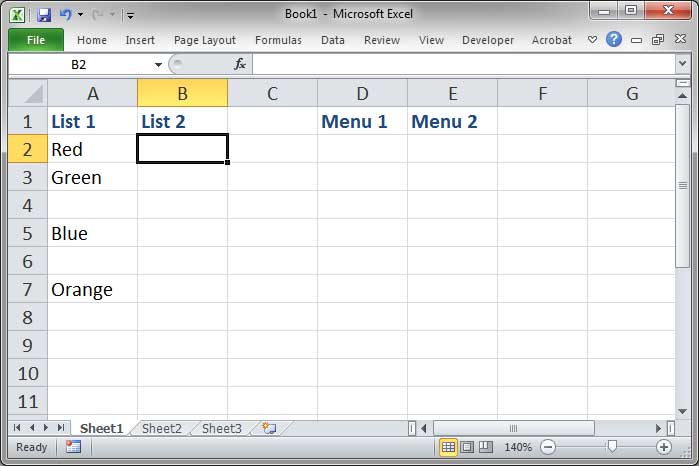 Book1 - Microsoft Excel
File Home Insert Page Layout Formulas Data Review View Developer Acrobat
B2 fx
A B C D E F G
1 List 1 List 2 Menu 1 Menu 2
2 Red
3 Green
4
5 Blue
6
7 Orange
8
9
10
11
Sheet1 Sheet2 Sheet3
Ready 140%